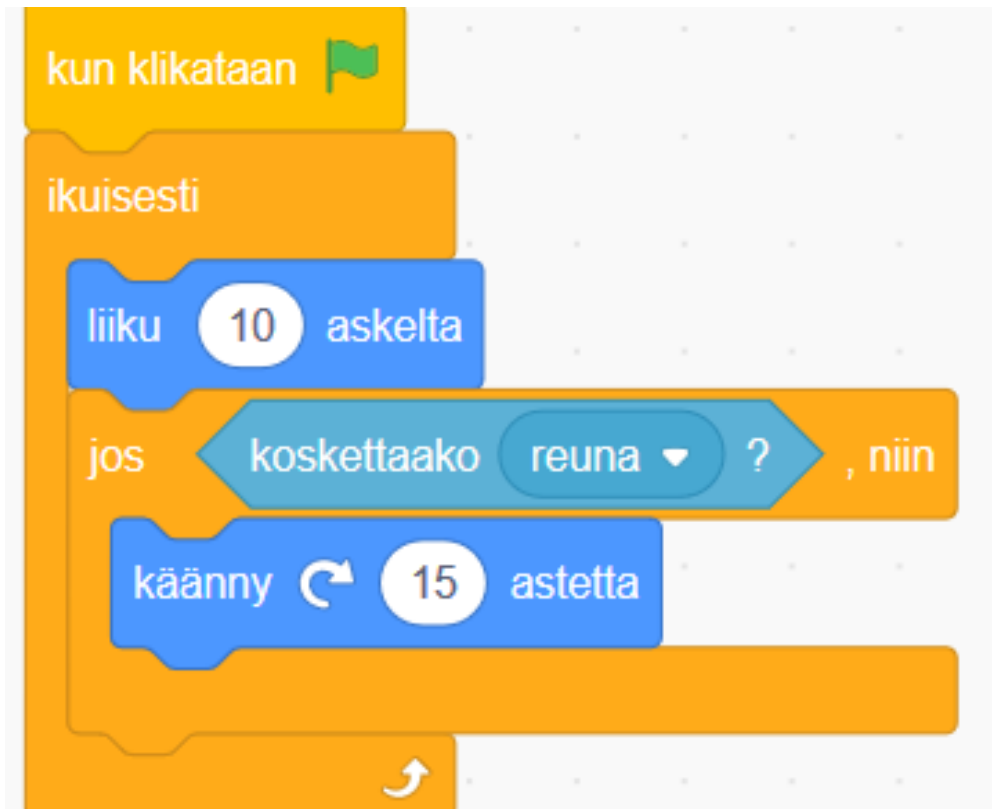 kun klikataan
ikuisesti
liiku 10 askelta
jos koskettaako reuna ? , niin
käänny 15 astetta